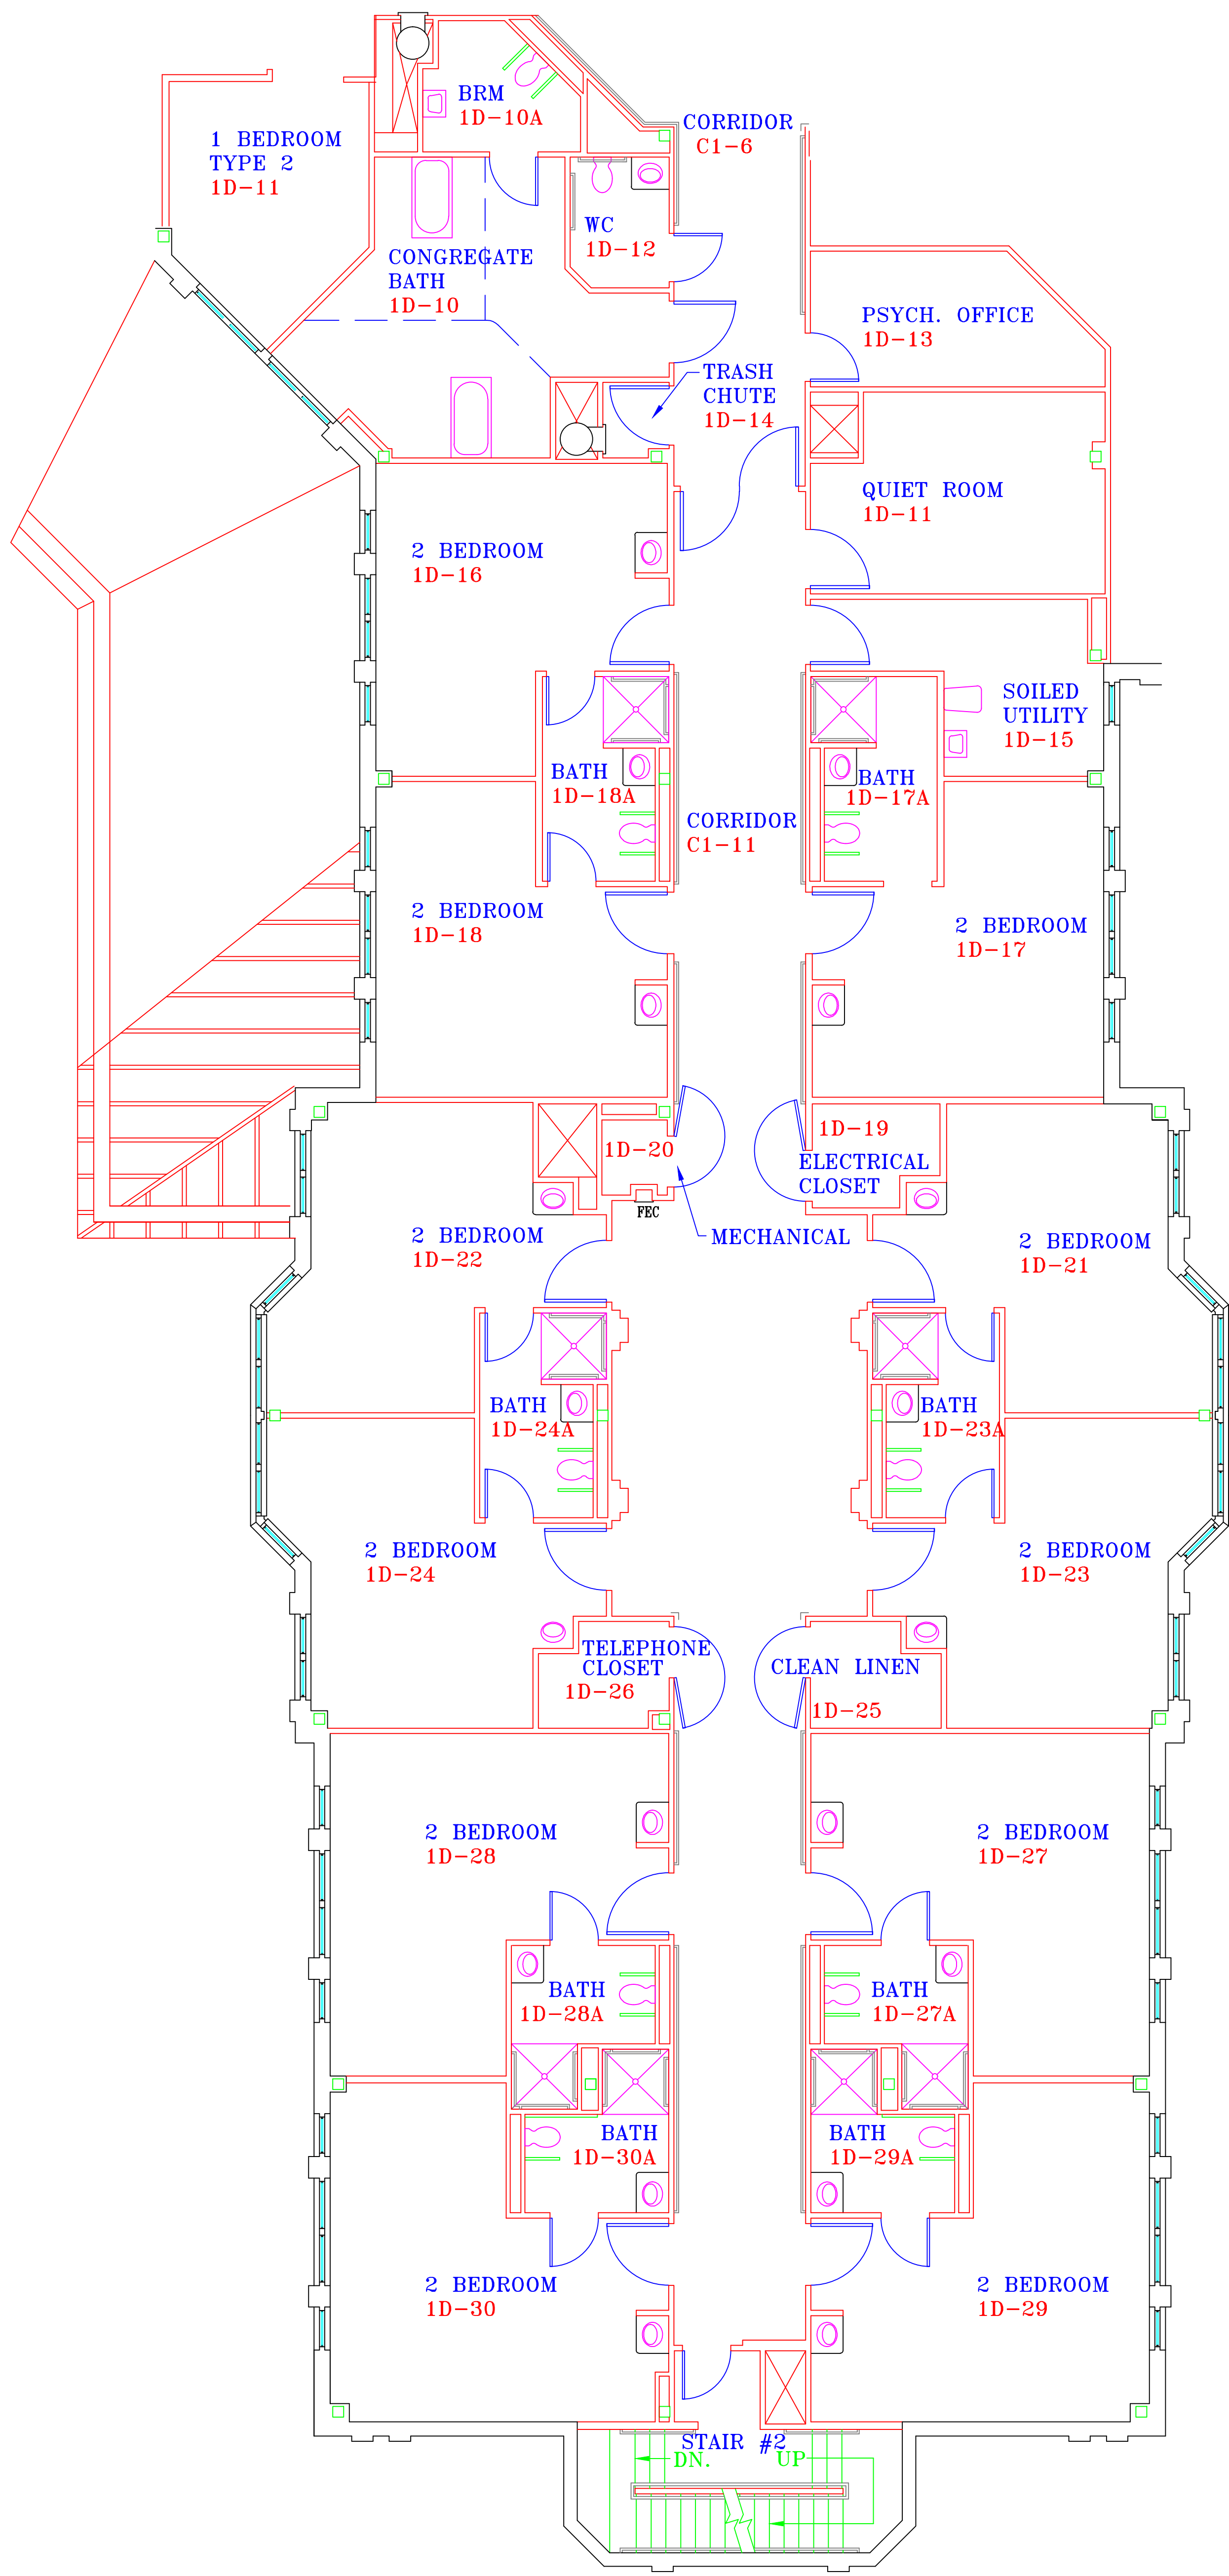 BRM
1D-10A
CORRIDOR
C1-6
1 BEDROOM
TYPE 2
1D-11
WC
1D-12
CONGREGATE
BATH
1D-10
PSYCH. OFFICE
1D-13
TRASH
CHUTE
1D-14
QUIET ROOM
1D-11
2 BEDROOM
1D-16
SOILED
UTILITY
1D-15
BATH
1D-18A
BATH
1D-17A
CORRIDOR
C1-11
2 BEDROOM
1D-18
2 BEDROOM
1D-17
1D-20
1D-19
ELECTRICAL
CLOSET
FEC
MECHANICAL
2 BEDROOM
1D-22
2 BEDROOM
1D-21
BATH
1D-24A
BATH
1D-23A
2 BEDROOM
1D-24
2 BEDROOM
1D-23
TELEPHONE
CLOSET
1D-26
CLEAN LINEN
1D-25
2 BEDROOM
1D-28
2 BEDROOM
1D-27
BATH
1D-28A
BATH
1D-27A
BATH
1D-30A
BATH
1D-29A
2 BEDROOM
1D-30
2 BEDROOM
1D-29
STAIR #2
DN.
UP